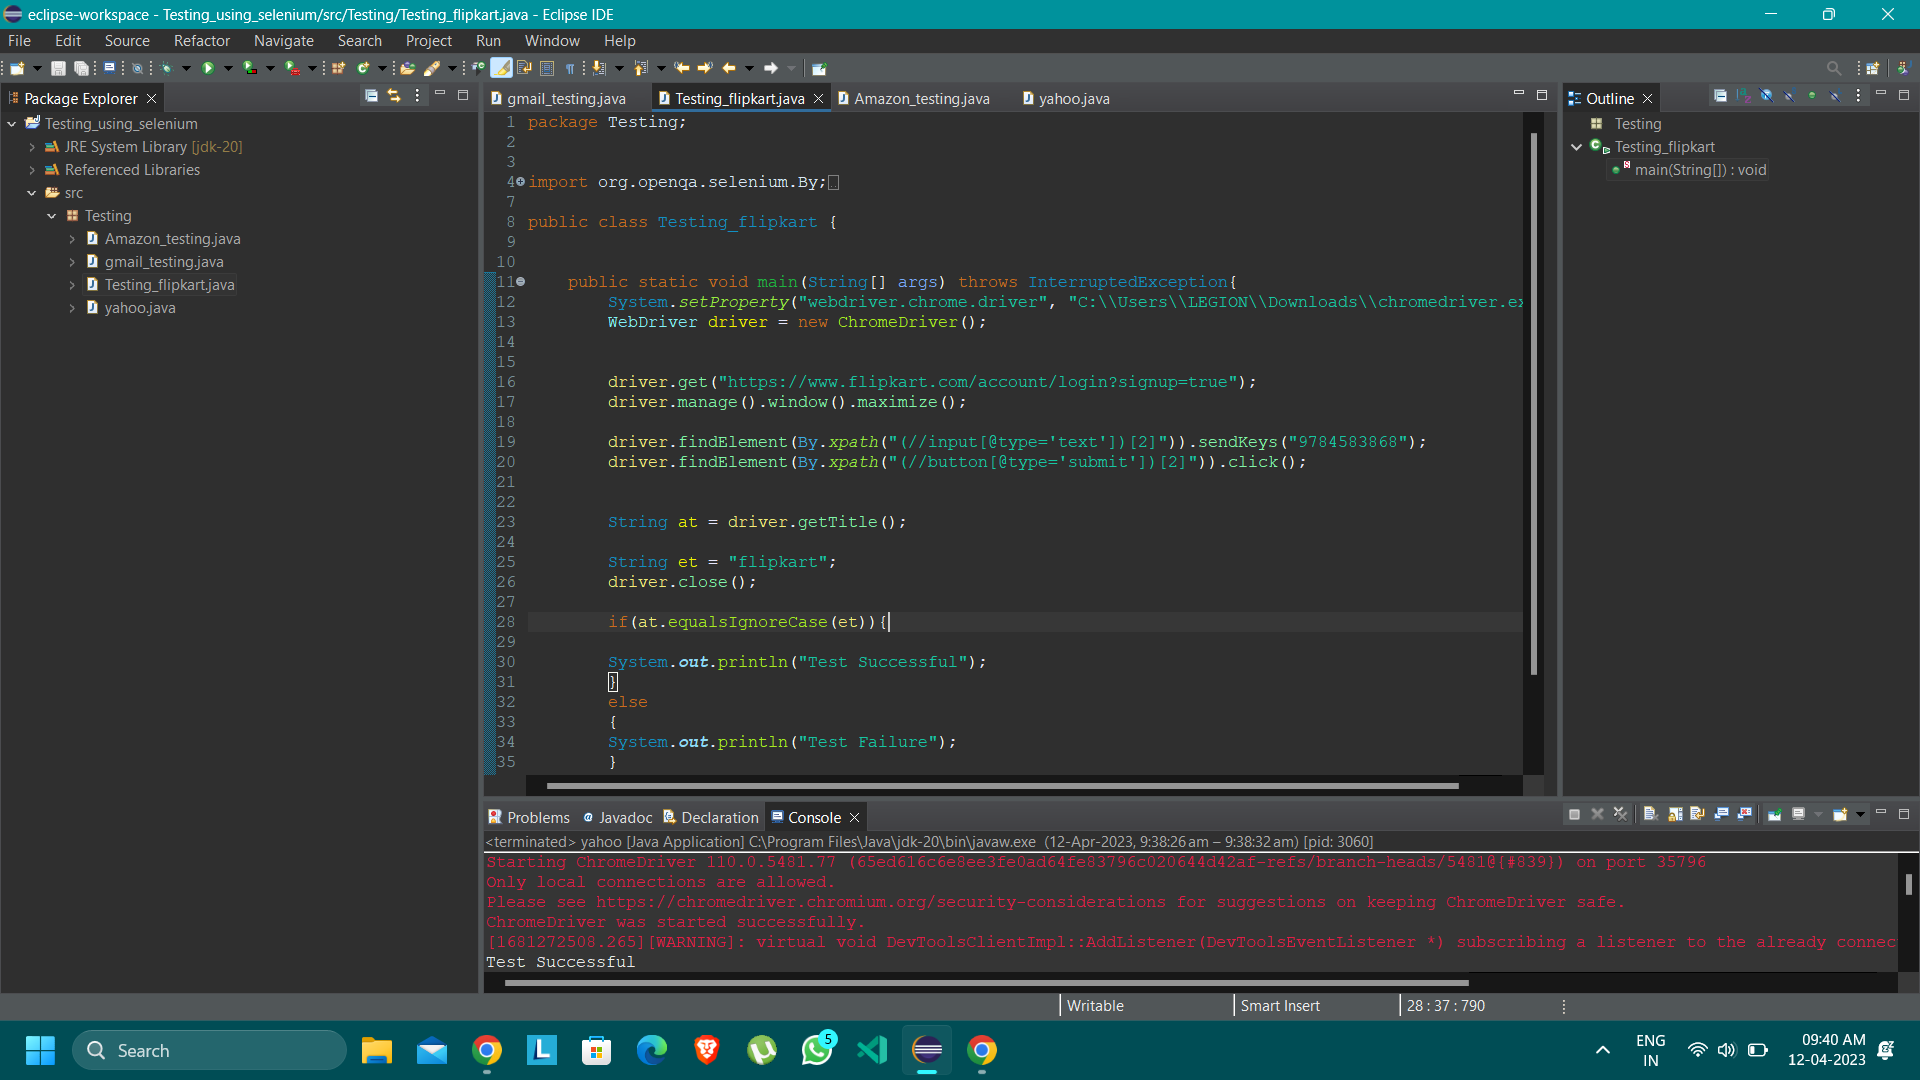 eclipse-workspace - Testing_using_selenium/src/Testing/Testing_flipkart.java - Eclipse IDE
File Edit Source Refactor Navigate Search Project Run Window Help
Package Explorer
Testing_using_selenium
JRE System Library [jdk-20]
Referenced Libraries
src
Testing
Amazon_testing.java
gmail_testing.java
Testing_flipkart.java
yahoo.java
gmail_testing.java Testing_flipkart.java Amazon_testing.java yahoo.java
1 package Testing;
2
3
4 import org.openqa.selenium.By;
7
8 public class Testing_flipkart {
9
10
11 public static void main(String[] args) throws InterruptedException{
12 System.setProperty("webdriver.chrome.driver", "C:\\Users\\LEGION\\Downloads\\chromedriver.ex
13 WebDriver driver = new ChromeDriver();
14
15
16 driver.get("https://www.flipkart.com/account/login?signup=true");
17 driver.manage().window().maximize();
18
19 driver.findElement(By.xpath("(//input[@type='text'])[2]")).sendKeys("9784583868");
20 driver.findElement(By.xpath("(//button[@type='submit'])[2]")).click();
21
22
23 String at = driver.getTitle();
24
25 String et = "flipkart";
26 driver.close();
27
28 if(at.equalsIgnoreCase(et)){
29
30 System.out.println("Test Successful");
31 }
32 else
33 {
34 System.out.println("Test Failure");
35 }
Outline
Testing
Testing_flipkart
main(String[]) : void
Problems Javadoc Declaration Console
<terminated> yahoo [Java Application] C:\Program Files\Java\jdk-20\bin\javaw.exe (12-Apr-2023, 9:38:26 am – 9:38:32 am) [pid: 3060]
Starting ChromeDriver 110.0.5481.77 (65ed616c6e8ee3fe0ad64fe83796c020644d42af-refs/branch-heads/5481@{#839}) on port 35796
Only local connections are allowed.
Please see https://chromedriver.chromium.org/security-considerations for suggestions on keeping ChromeDriver safe.
ChromeDriver was started successfully.
[1681272508.265][WARNING]: virtual void DevToolsClientImpl::AddListener(DevToolsEventListener *) subscribing a listener to the already connec
Test Successful
Writable Smart Insert 28 : 37 : 790
Search
5
ENG
IN
09:40 AM
12-04-2023